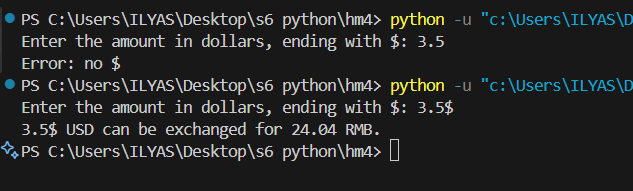 PS C:\Users\ILYAS\Desktop\s6 python\hm4> python -u "c:\Users\ILYAS\D
Enter the amount in dollars, ending with $: 3.5
Error: no $
PS C:\Users\ILYAS\Desktop\s6 python\hm4> python -u "c:\Users\ILYAS\D
Enter the amount in dollars, ending with $: 3.5$
3.5$ USD can be exchanged for 24.04 RMB.
PS C:\Users\ILYAS\Desktop\s6 python\hm4>